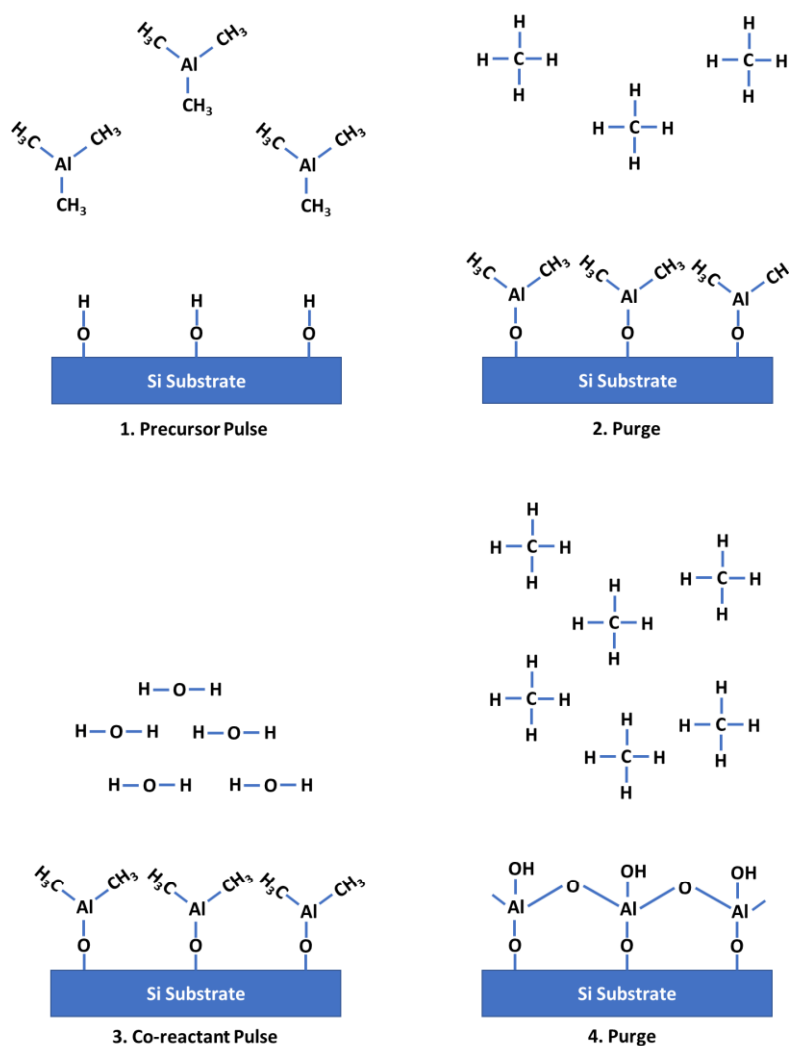 H₃C CH₃
Al
CH₃
H₃C CH₃ H₃C CH₃
Al Al
CH₃ CH₃
H H H
O O O
Si Substrate
1. Precursor Pulse
H H
H C H H C H
H H
H
H C H
H
H₃C CH₃ H₃C CH₃ H₃C CH
Al Al Al
O O O
Si Substrate
2. Purge
H O H
H O H H O H
H O H H O H
H₃C CH₃ H₃C CH₃ H₃C CH₃
Al Al Al
O O O
Si Substrate
3. Co-reactant Pulse
H
H C H
H
H
H C H
H
H
H C H
H
H
H C H
H
H
H C H
H
H
H C H
H
OH OH OH
O O
Al Al Al
O O O
Si Substrate
4. Purge